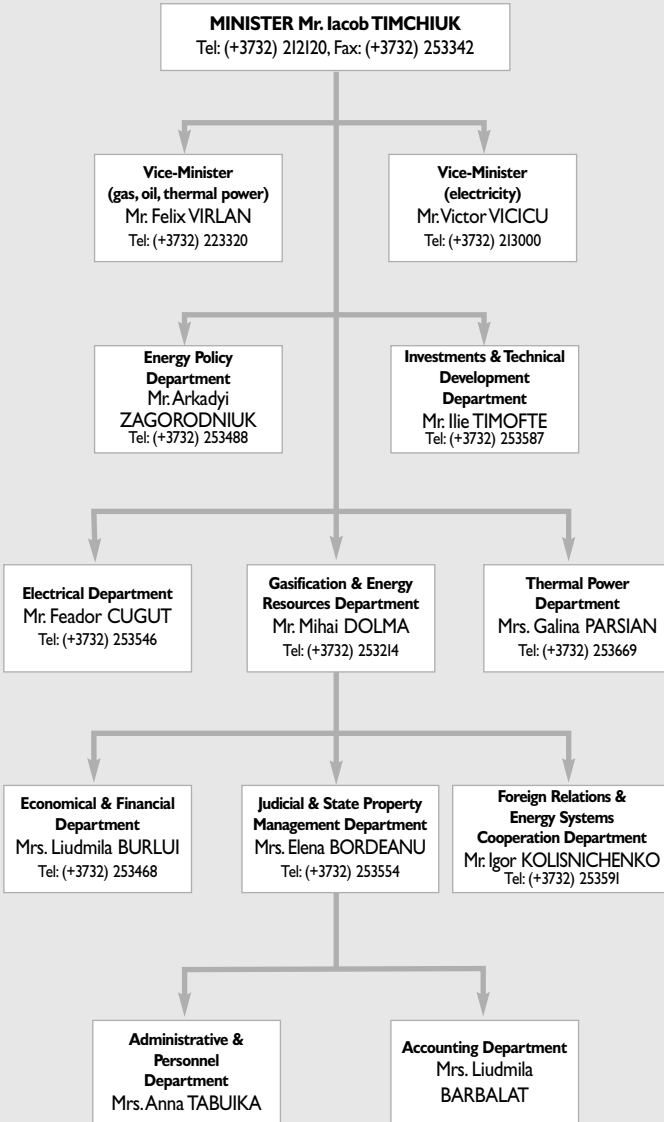 MINISTER Mr. Iacob TIMCHIUK
Tel: (+3732) 212120, Fax: (+3732) 253342
Vice-Minister
(gas, oil, thermal power)
Mr. Felix VIRLAN
Tel: (+3732) 223320
Vice-Minister
(electricity)
Mr. Victor VICICU
Tel: (+3732) 213000
Energy Policy
Department
Mr. Arkadyi
ZAGORODNIUK
Tel: (+3732) 253488
Investments & Technical
Development
Department
Mr. Ilie TIMOFTE
Tel: (+3732) 253587
Electrical Department
Mr. Feador CUGUT
Tel: (+3732) 253546
Gasification & Energy
Resources Department
Mr. Mihai DOLMA
Tel: (+3732) 253214
Thermal Power
Department
Mrs. Galina PARSIAN
Tel: (+3732) 253669
Economical & Financial
Department
Mrs. Liudmila BURLUI
Tel: (+3732) 253468
Judicial & State Property
Management Department
Mrs. Elena BORDEANU
Tel: (+3732) 253554
Foreign Relations &
Energy Systems
Cooperation Department
Mr. Igor KOLISNICHENKO
Tel: (+3732) 253591
Administrative &
Personnel
Department
Mrs. Anna TABUIKA
Accounting Department
Mrs. Liudmila
BARBALAT